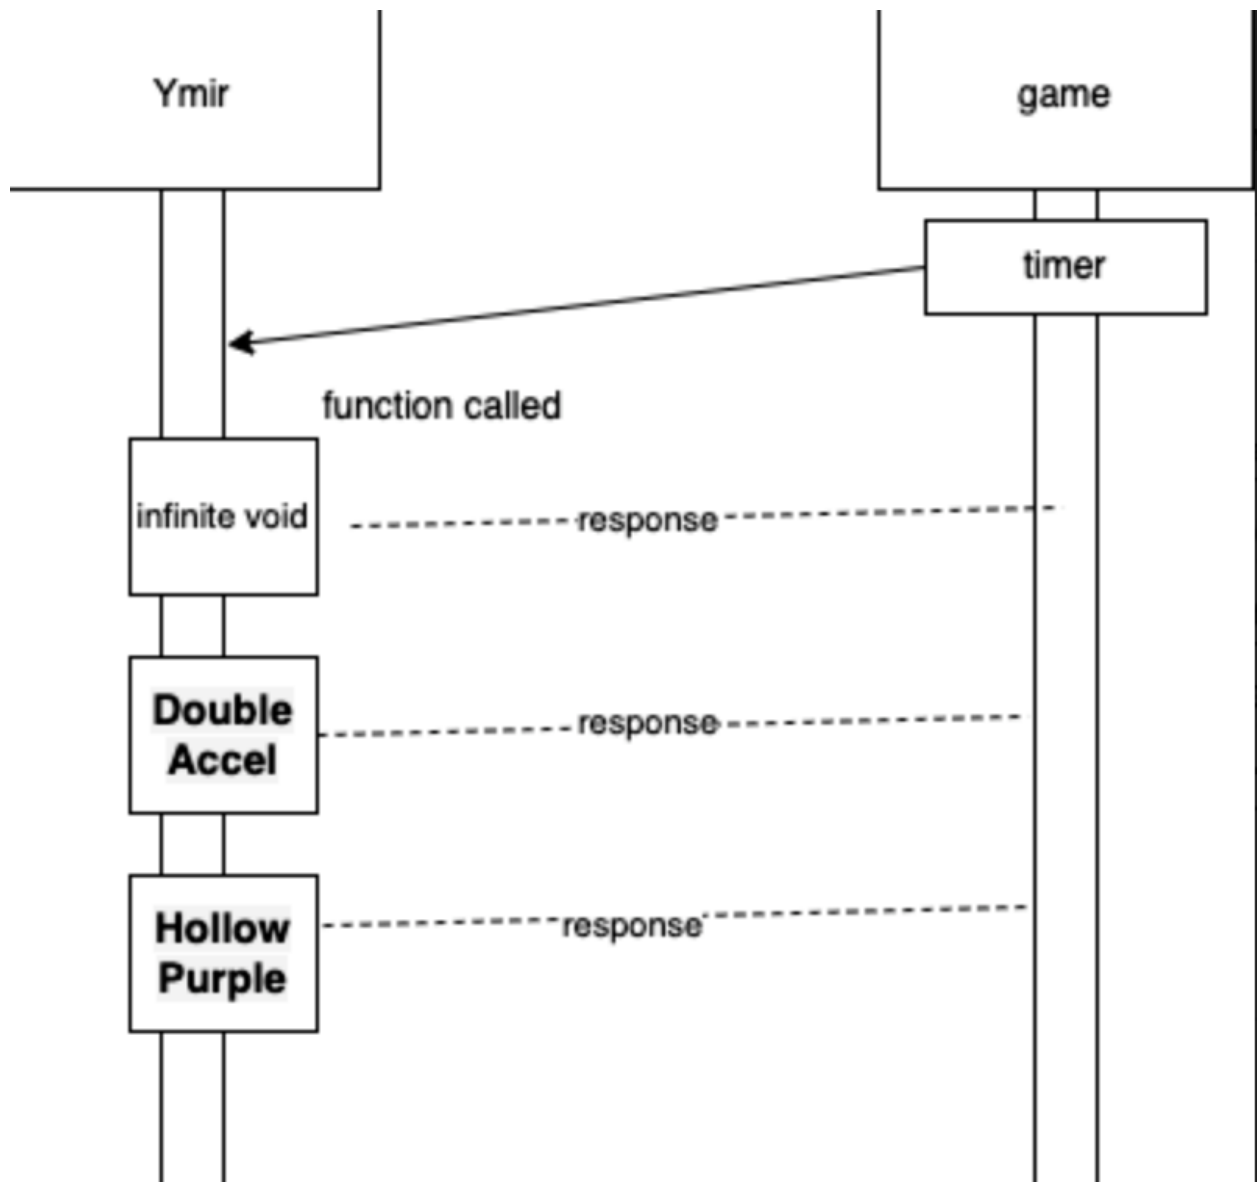 Ymir
game
timer
function called
infinite void
response
Double
Accel
response
Hollow
Purple
response